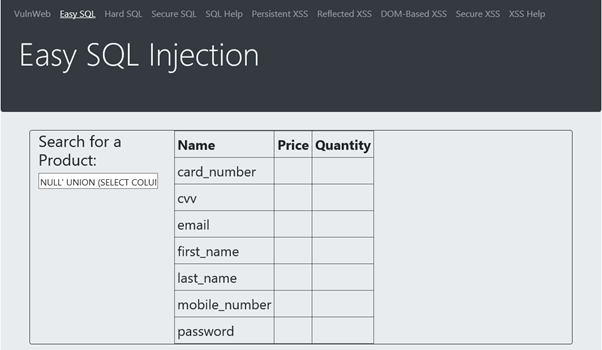 VulnWeb Easy SQL Hard SQL Secure SQL SQL Help Persistent XSS Reflected XSS DOM-Based XSS Secure XSS XSS Help
Easy SQL Injection
Search for a
Product:
NULL' UNION (SELECT COLU
Name Price Quantity
card_number
cvv
email
first_name
last_name
mobile_number
password